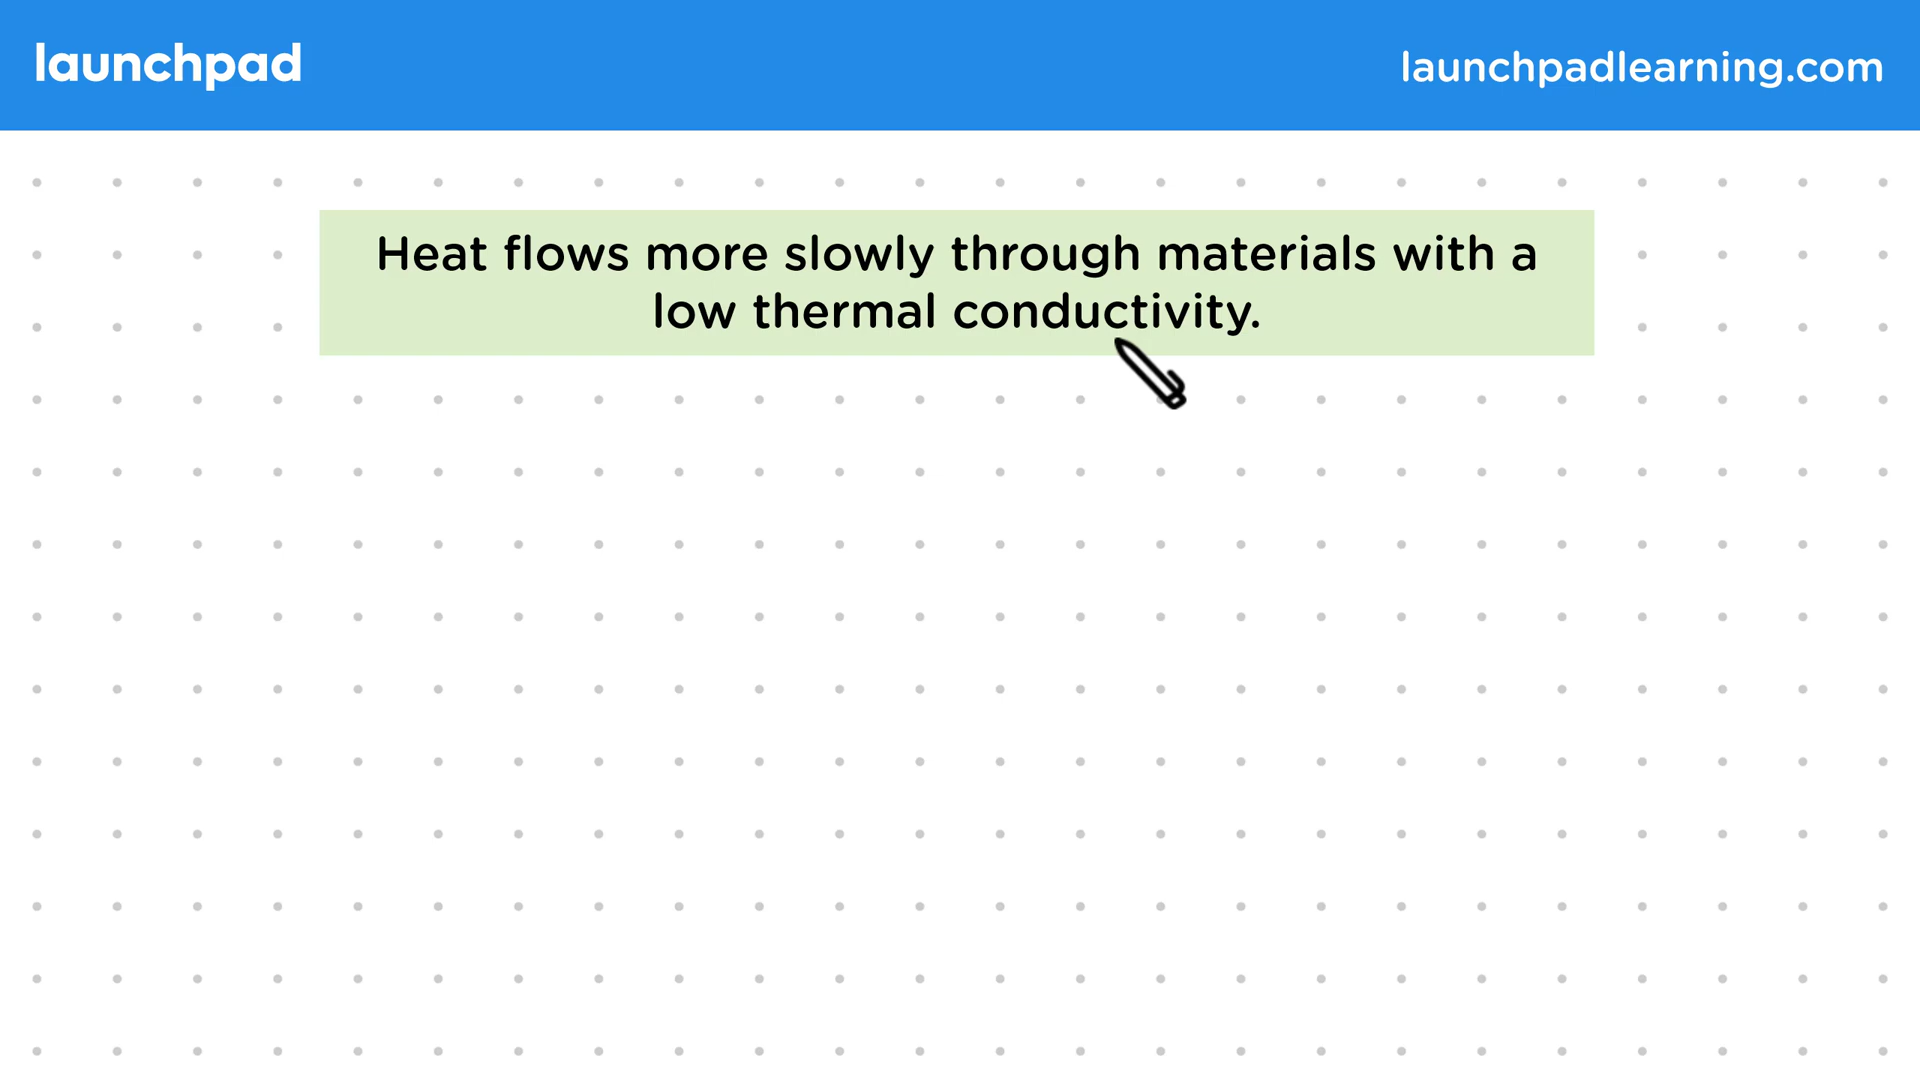 launchpad
launchpadlearning.com
Heat flows more slowly through materials with a
low thermal conductivity.